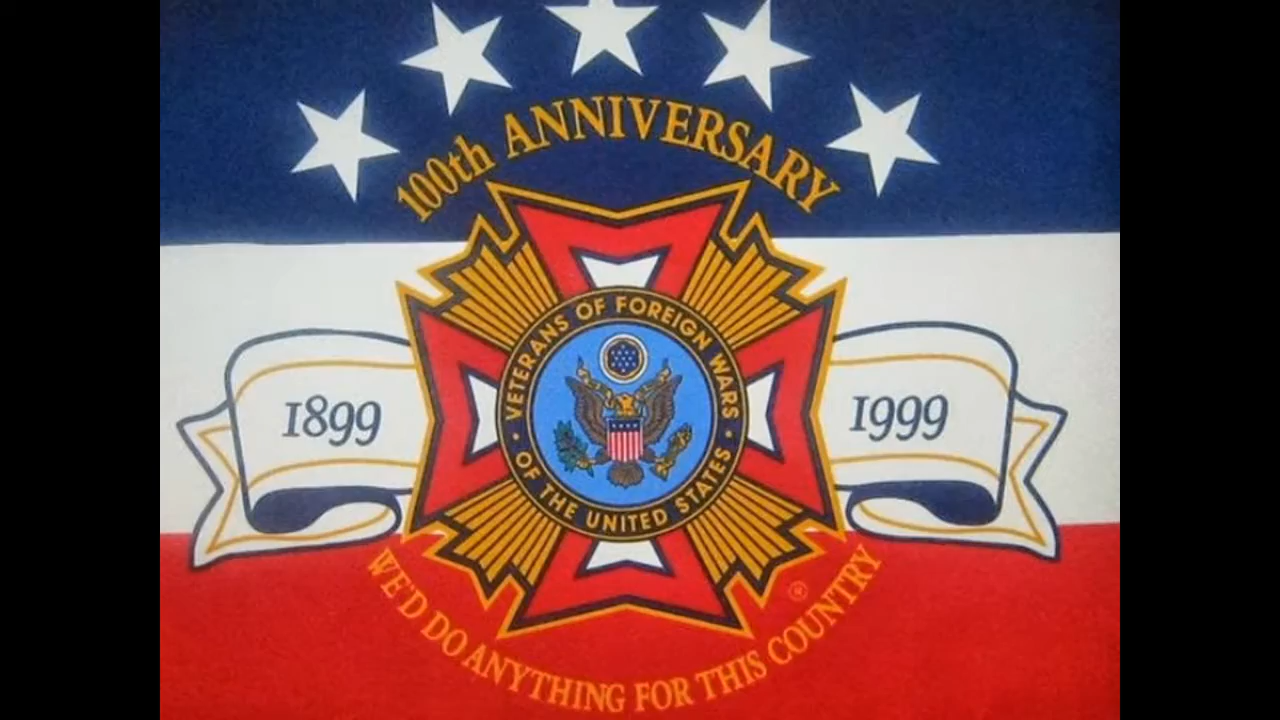 100th ANNIVERSARY
VETERANS OF FOREIGN WARS
OF THE UNITED STATES
1899
1999
WE'D DO ANYTHING FOR THIS COUNTRY
®